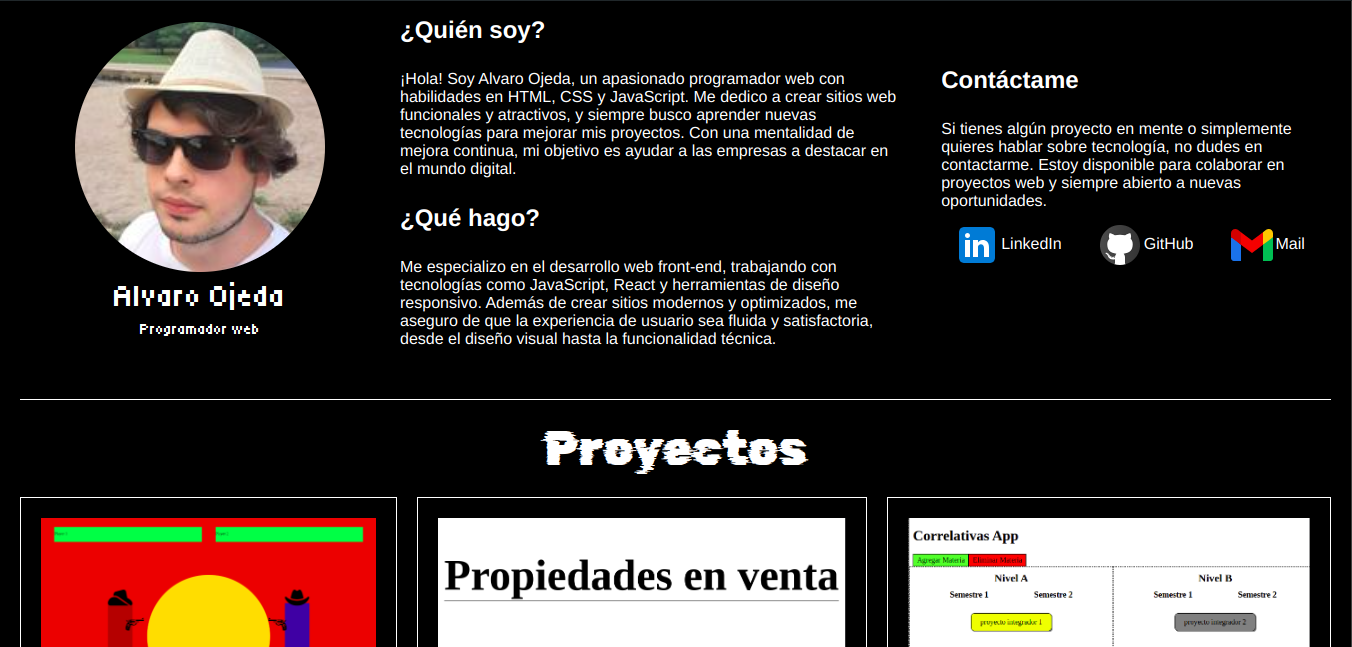 Alvaro Ojeda
Programador web
¿Quién soy?
¡Hola! Soy Alvaro Ojeda, un apasionado programador web con
habilidades en HTML, CSS y JavaScript. Me dedico a crear sitios web
funcionales y atractivos, y siempre busco aprender nuevas
tecnologías para mejorar mis proyectos. Con una mentalidad de
mejora continua, mi objetivo es ayudar a las empresas a destacar en
el mundo digital.
¿Qué hago?
Me especializo en el desarrollo web front-end, trabajando con
tecnologías como JavaScript, React y herramientas de diseño
responsivo. Además de crear sitios modernos y optimizados, me
aseguro de que la experiencia de usuario sea fluida y satisfactoria,
desde el diseño visual hasta la funcionalidad técnica.
Contáctame
Si tienes algún proyecto en mente o simplemente
quieres hablar sobre tecnología, no dudes en
contactarme. Estoy disponible para colaborar en
proyectos web y siempre abierto a nuevas
oportunidades.
in LinkedIn GitHub Mail
Proyectos
Propiedades en venta
Correlativas App
Agregar Materia Eliminar Materia
Nivel A Nivel B
Semestre 1 Semestre 2 Semestre 1 Semestre 2
proyecto integrador 1 proyecto integrador 2